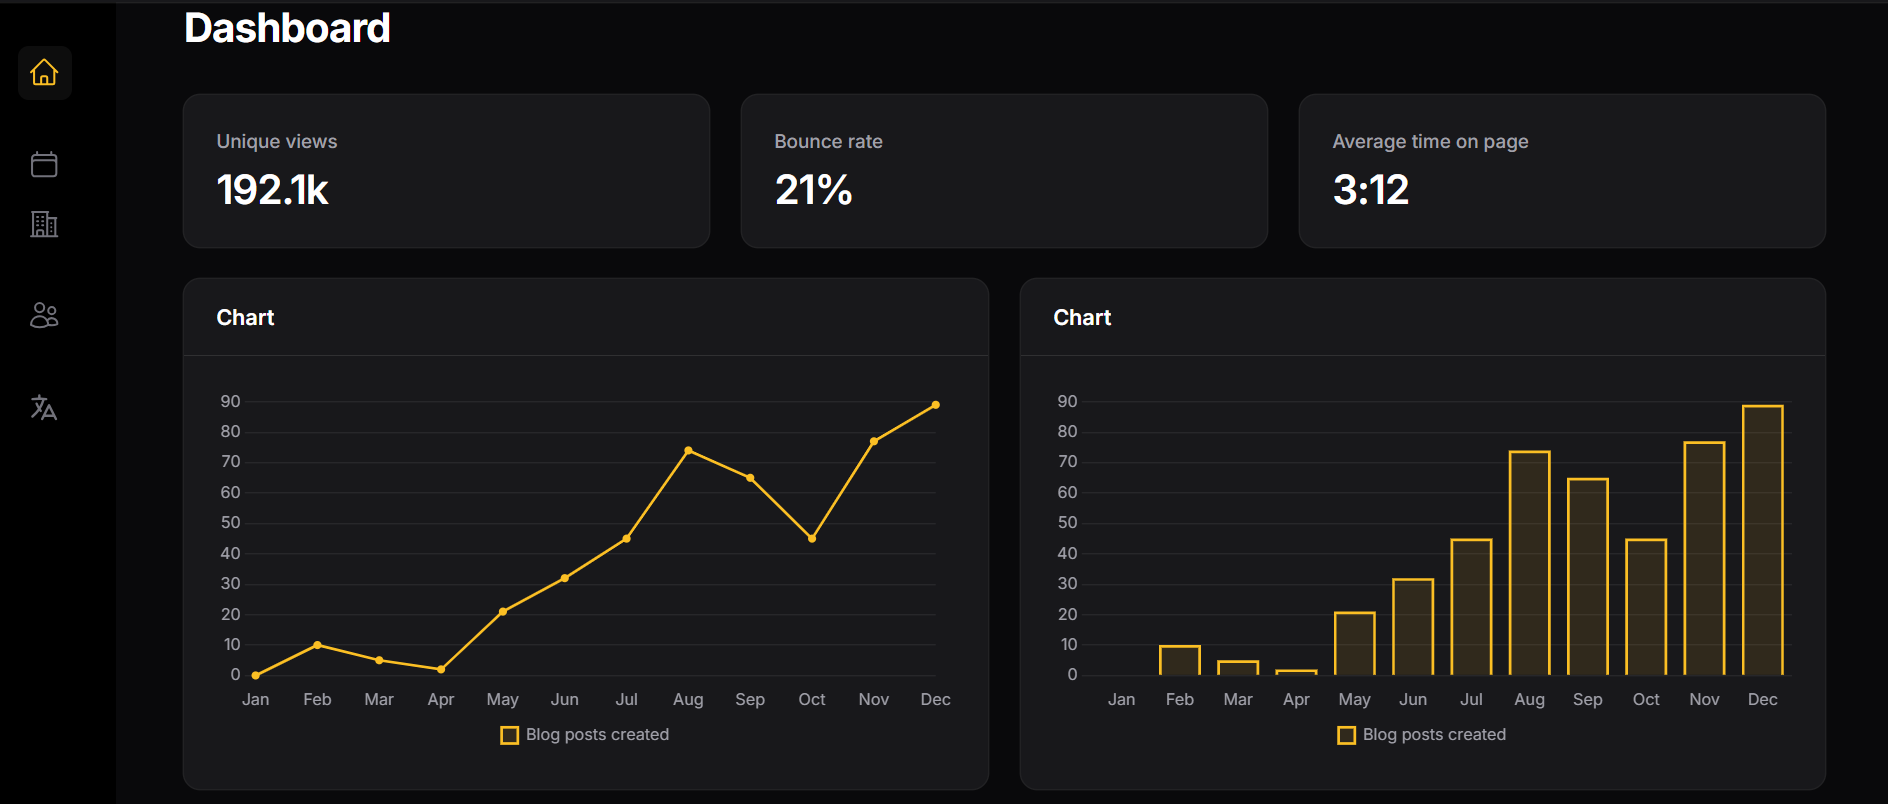 Dashboard
Unique views
192.1k
Bounce rate
21%
Average time on page
3:12
Chart
90
80
70
60
50
40
30
20
10
0
Jan Feb Mar Apr May Jun Jul Aug Sep Oct Nov Dec
Blog posts created
Chart
90
80
70
60
50
40
30
20
10
0
Jan Feb Mar Apr May Jun Jul Aug Sep Oct Nov Dec
Blog posts created